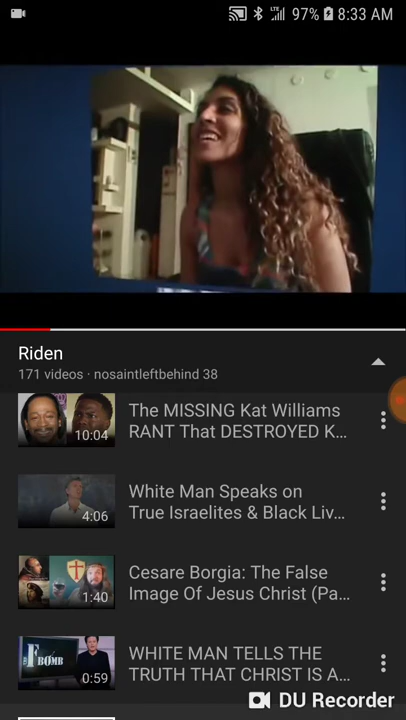 LTE 97% 8:33 AM
Riden
171 videos · nosaintleftbehind 38
The MISSING Kat Williams
RANT That DESTROYED K...
10:04
White Man Speaks on
True Israelites & Black Liv...
4:06
Cesare Borgia: The False
Image Of Jesus Christ (Pa...
1:40
F BOMB
WHITE MAN TELLS THE
TRUTH THAT CHRIST IS A...
0:59
DU Recorder